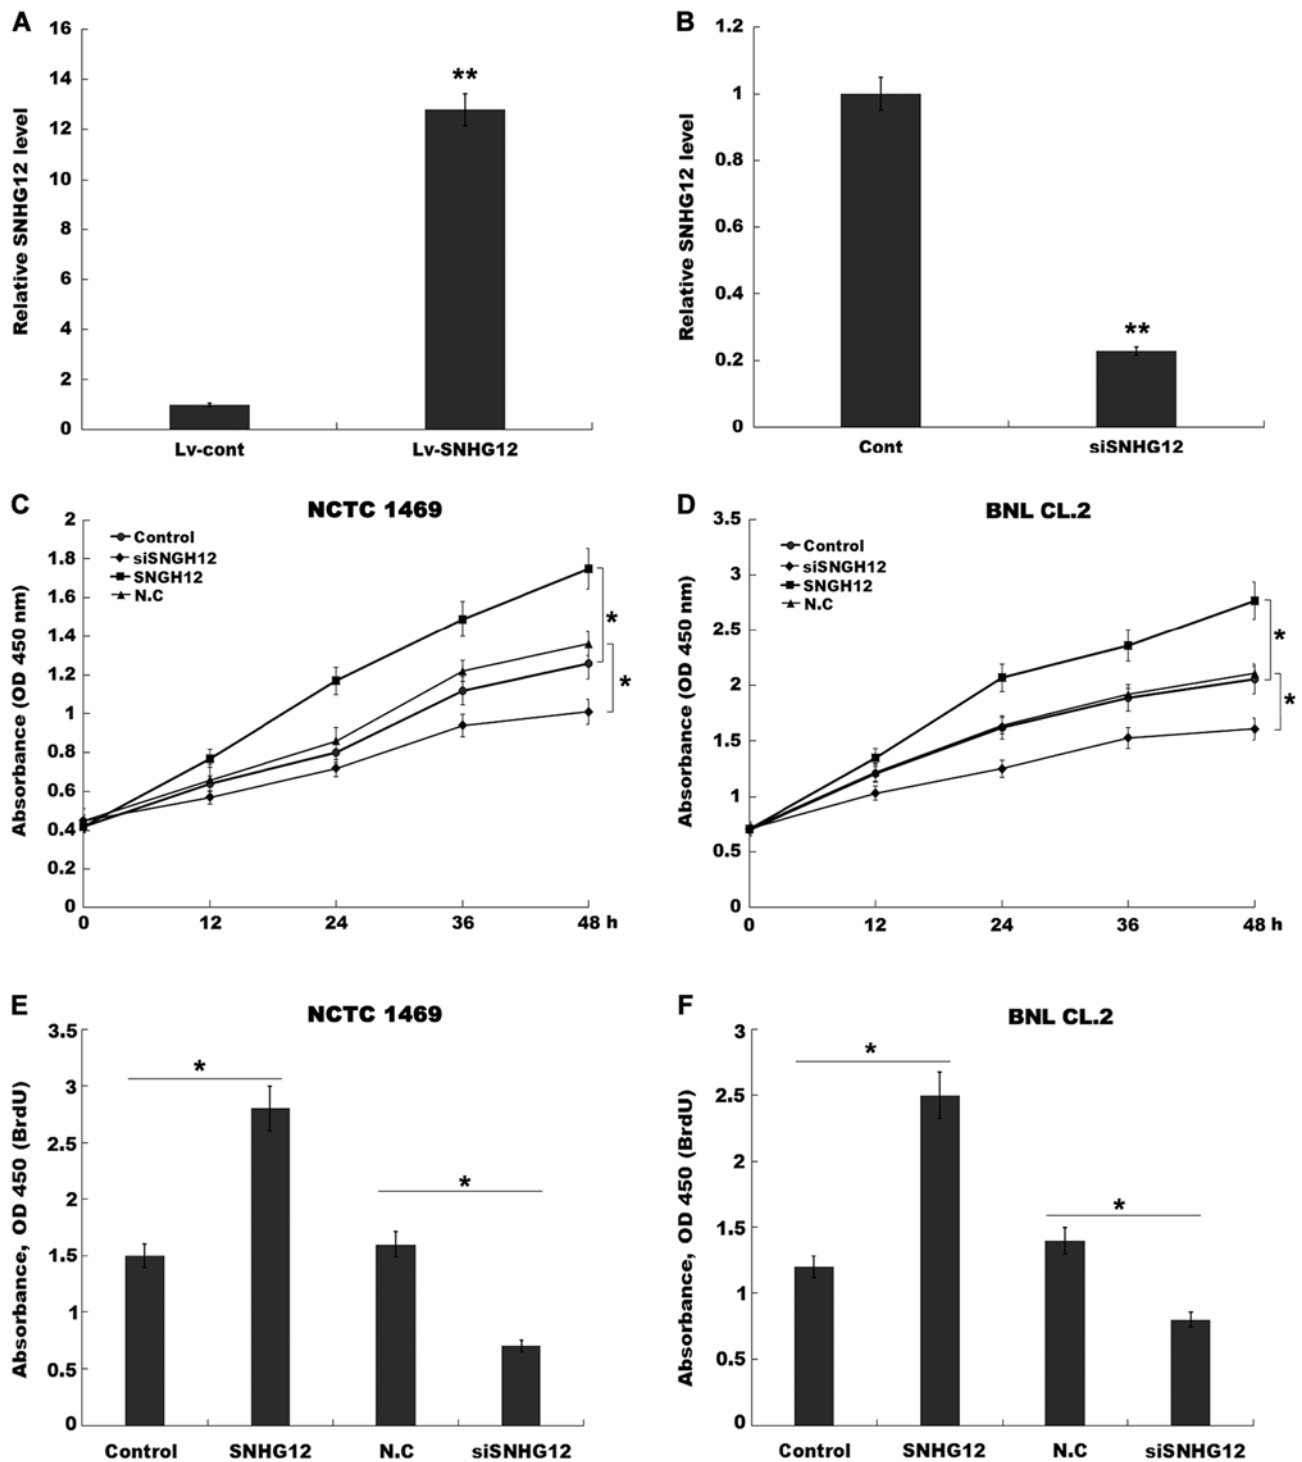 A
Relative SNHG12 level
16
14
12
10
8
6
4
2
0
**
Lv-cont
Lv-SNHG12
B
Relative SNHG12 level
1.2
1
0.8
0.6
0.4
0.2
0
**
Cont
siSNHG12
C
NCTC 1469
Absorbance (OD 450 nm)
2
1.8
1.6
1.4
1.2
1
0.8
0.6
0.4
0.2
0
Control
siSNGH12
SNGH12
N.C
*
*
0
12
24
36
48 h
D
BNL CL.2
Absorbance (OD 450 nm)
3.5
3
2.5
2
1.5
1
0.5
0
Control
siSNGH12
SNGH12
N.C
*
*
0
12
24
36
48 h
E
NCTC 1469
Absorbance, OD 450 (BrdU)
3.5
3
2.5
2
1.5
1
0.5
0
*
*
Control
SNHG12
N.C
siSNHG12
F
BNL CL.2
Absorbance, OD 450 (BrdU)
3
2.5
2
1.5
1
0.5
0
*
*
Control
SNHG12
N.C
siSNHG12